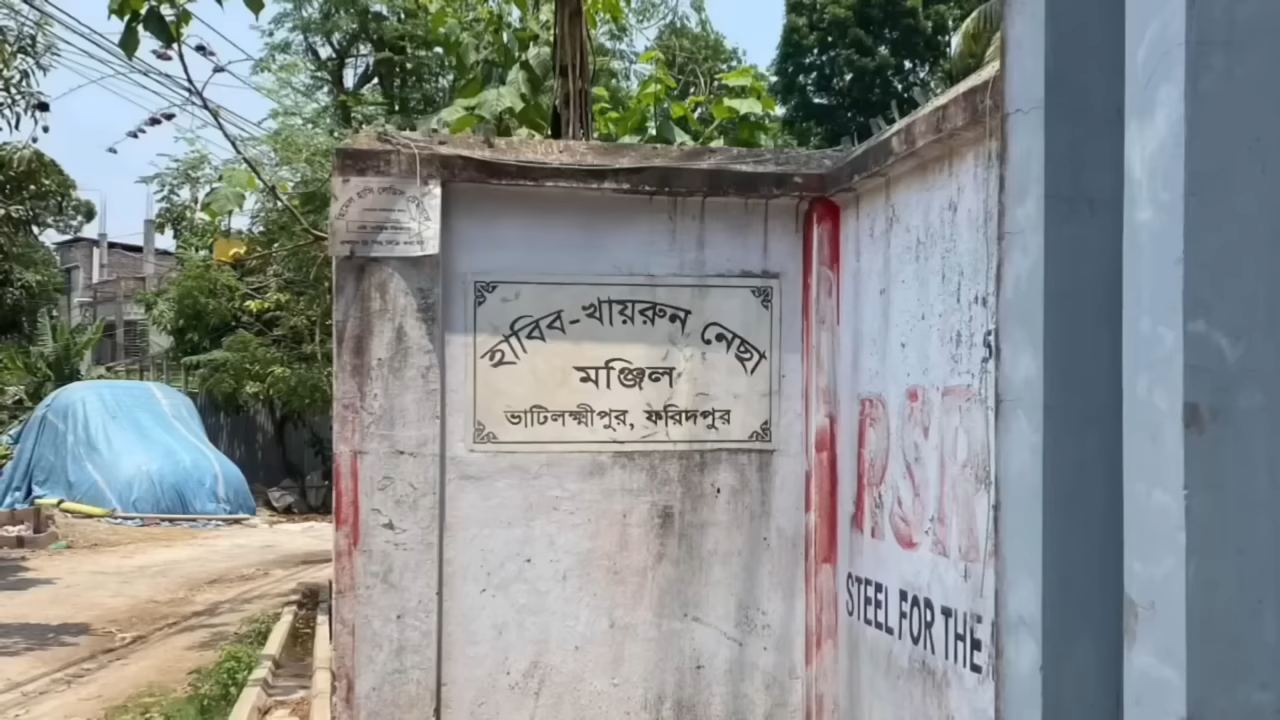 হাবিব-খায়রুন নেছা
মঞ্জিল
ভাটিলক্ষ্মীপুর, ফরিদপুর
RSR
STEEL FOR THE